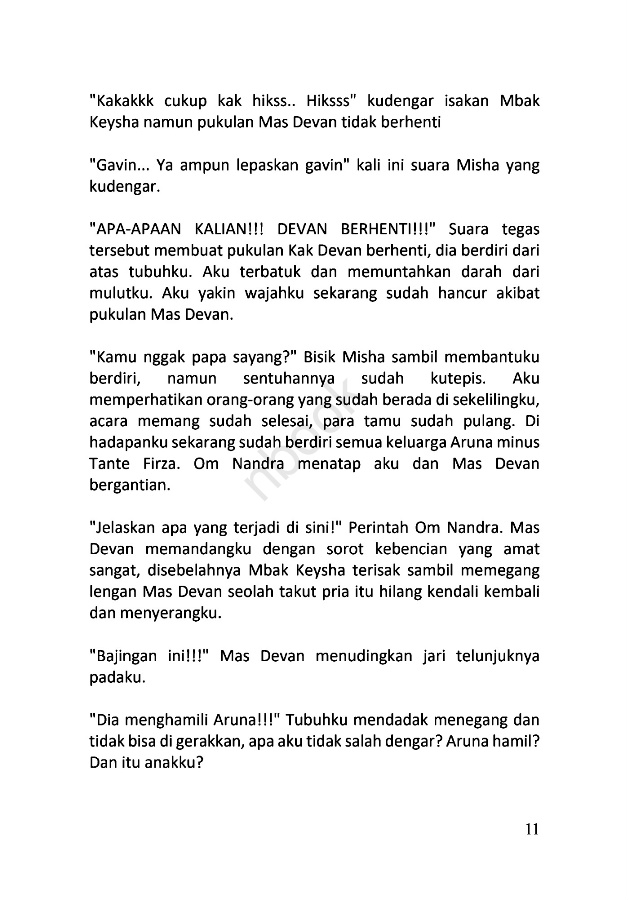 "Kakakkk cukup kak hikss.. Hiksss" kudengar isakan Mbak
Keysha namun pukulan Mas Devan tidak berhenti
"Gavin... Ya ampun lepaskan gavin" kali ini suara Misha yang
kudengar.
"APA-APAAN KALIAN!!! DEVAN BERHENTI!!!" Suara tegas
tersebut membuat pukulan Kak Devan berhenti, dia berdiri dari
atas tubuhku. Aku terbatuk dan memuntahkan darah dari
mulutku. Aku yakin wajahku sekarang sudah hancur akibat
pukulan Mas Devan.
"Kamu nggak papa sayang?" Bisik Misha sambil membantuku
berdiri, namun sentuhannya sudah kutepis. Aku
memperhatikan orang-orang yang sudah berada di sekelilingku,
acara memang sudah selesai, para tamu sudah pulang. Di
hadapanku sekarang sudah berdiri semua keluarga Aruna minus
Tante Firza. Om Nandra menatap aku dan Mas Devan
bergantian.
"Jelaskan apa yang terjadi di sini!" Perintah Om Nandra. Mas
Devan memandangku dengan sorot kebencian yang amat
sangat, disebelahnya Mbak Keysha terisak sambil memegang
lengan Mas Devan seolah takut pria itu hilang kendali kembali
dan menyerangku.
"Bajingan ini!!!" Mas Devan menudingkan jari telunjuknya
padaku.
"Dia menghamili Aruna!!!" Tubuhku mendadak menegang dan
tidak bisa di gerakkan, apa aku tidak salah dengar? Aruna hamil?
Dan itu anakku?
11